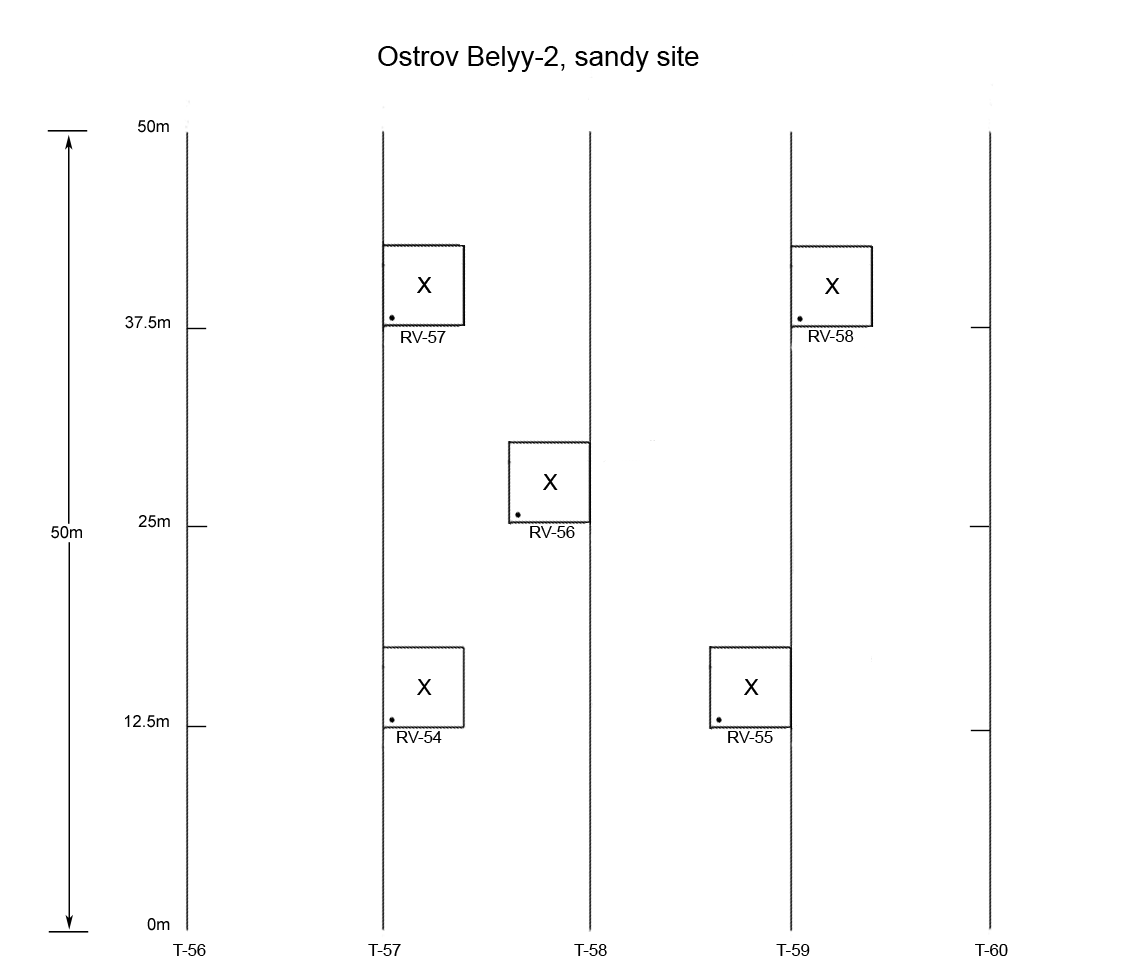 Ostrov Belyy-2, sandy site
50m
X
X
37.5m
RV-57
RV-58
X
25m
50m
RV-56
X
X
12.5m
RV-54
RV-55
0m
T-56
T-57
T-58
T-59
T-60